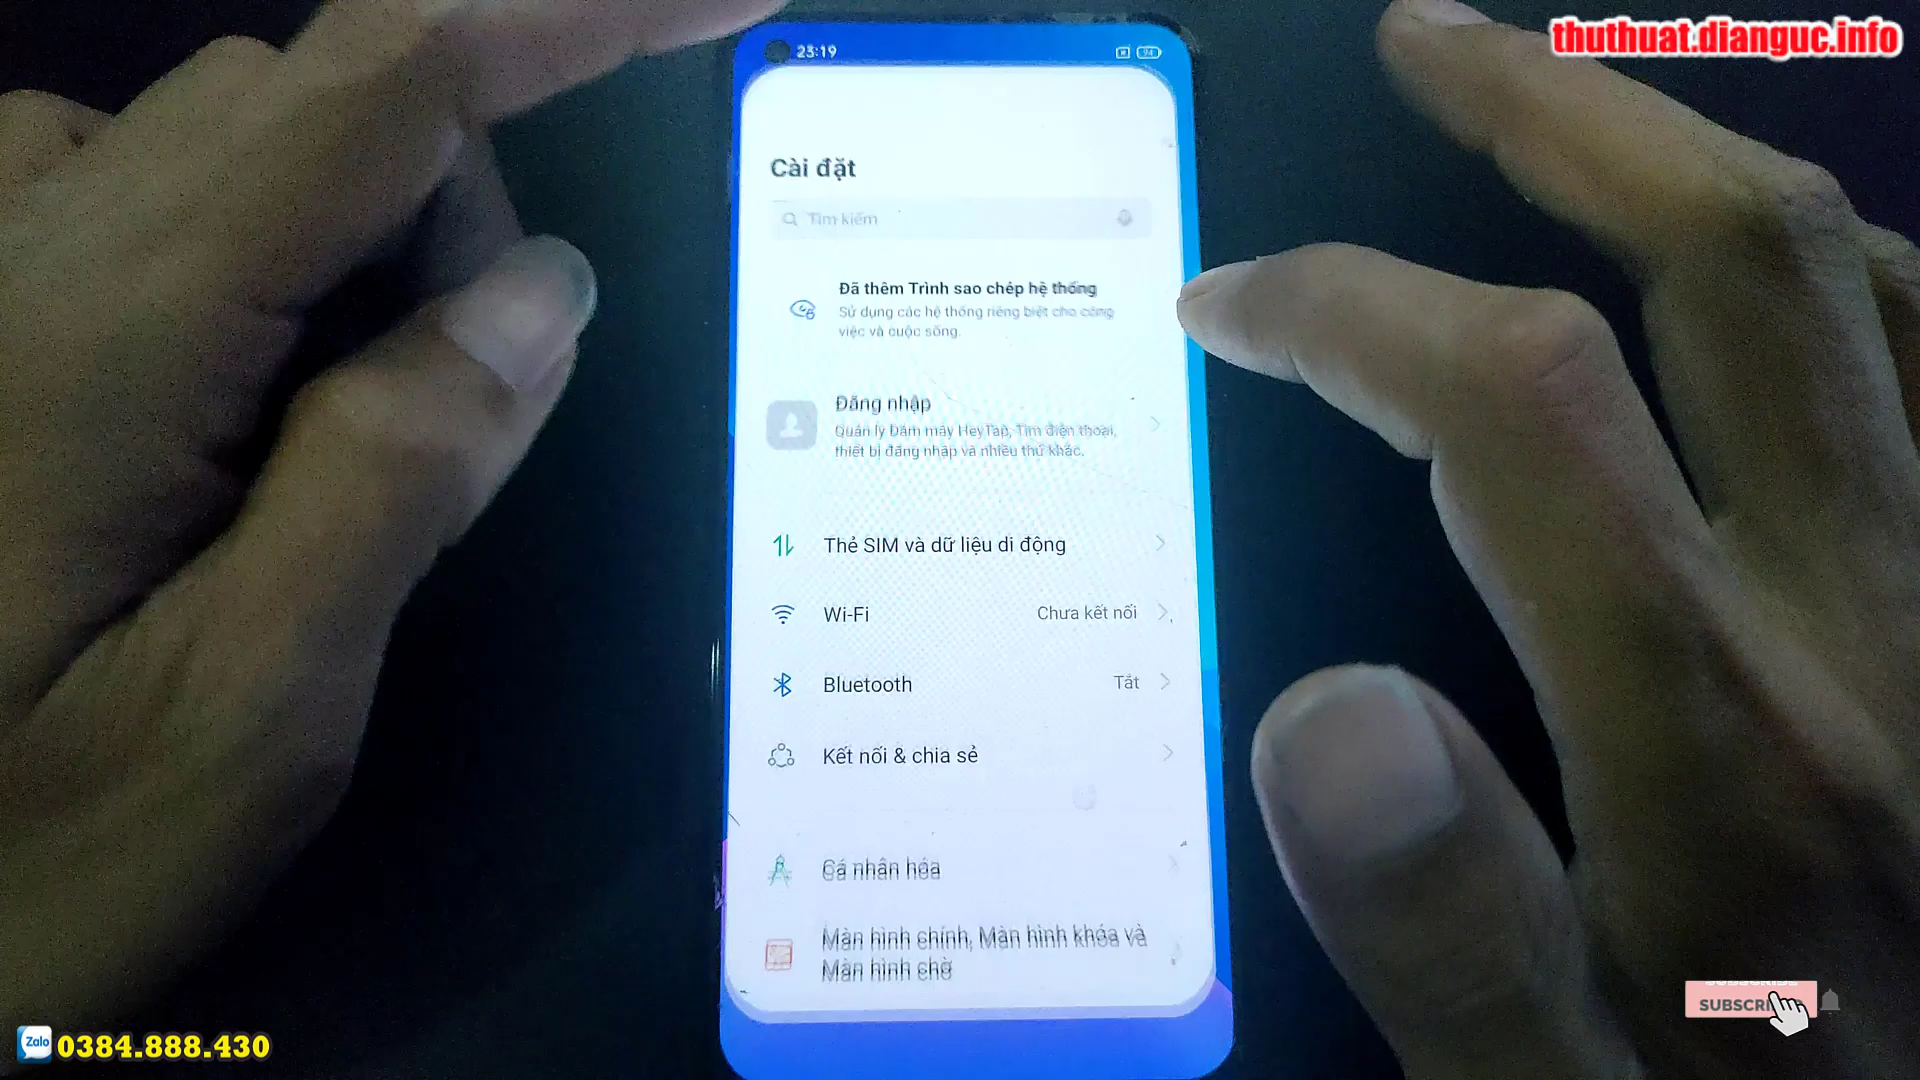 thuthuat.dianguc.info
23:19
94
Cài đặt
Tìm kiếm
Đã thêm Trình sao chép hệ thống
Sử dụng các hệ thống riêng biệt cho công
việc và cuộc sống.
Đăng nhập
Quản lý Đám mây HeyTap, Tìm điện thoại,
thiết bị đăng nhập và nhiều thứ khác.
Thẻ SIM và dữ liệu di động
Wi-Fi
Chưa kết nối
Bluetooth
Tắt
Kết nối & chia sẻ
Cá nhân hóa
Màn hình chính, Màn hình khóa và
Màn hình chờ
Zalo
0384.888.430